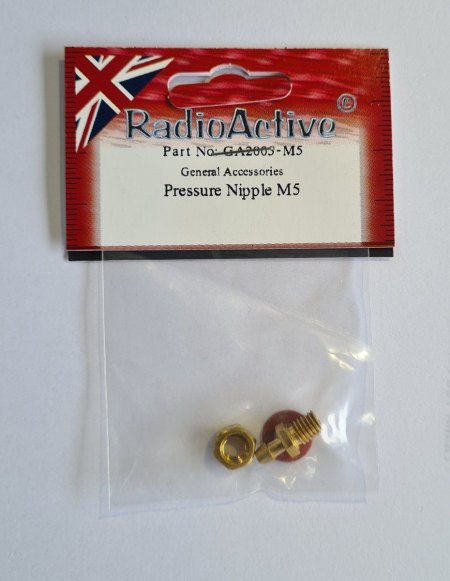 RadioActive
Part No: GA2003-M5
General Accessories
Pressure Nipple M5